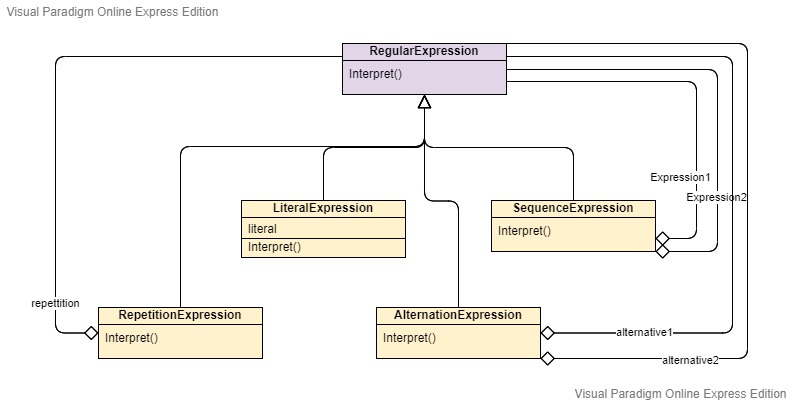 Visual Paradigm Online Express Edition
RegularExpression
Interpret()
Expression1
Expression2
LiteralExpression
literal
Interpret()
SequenceExpression
Interpret()
repettition
RepetitionExpression
Interpret()
AlternationExpression
Interpret()
alternative1
alternative2
Visual Paradigm Online Express Edition